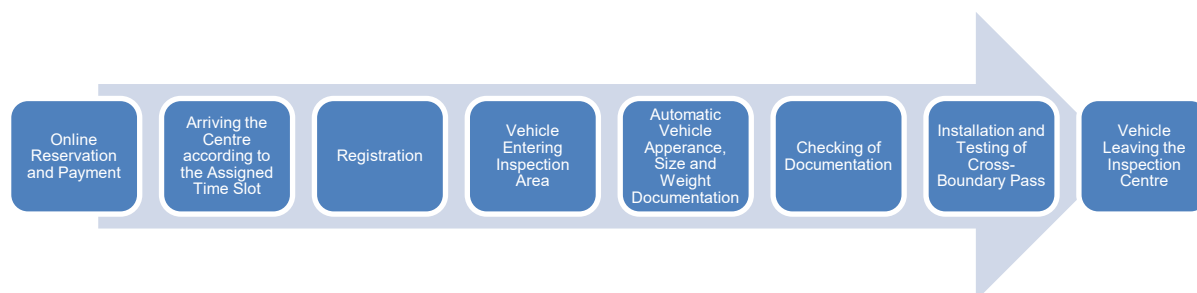 Online
Reservation
and Payment
Arriving the
Centre
according to
the Assigned
Time Slot
Registration
Vehicle
Entering
Inspection
Area
Automatic
Vehicle
Apperance,
Size and
Weight
Documentation
Checking of
Documentation
Installation and
Testing of
Cross-
Boundary Pass
Vehicle
Leaving the
Inspection
Centre